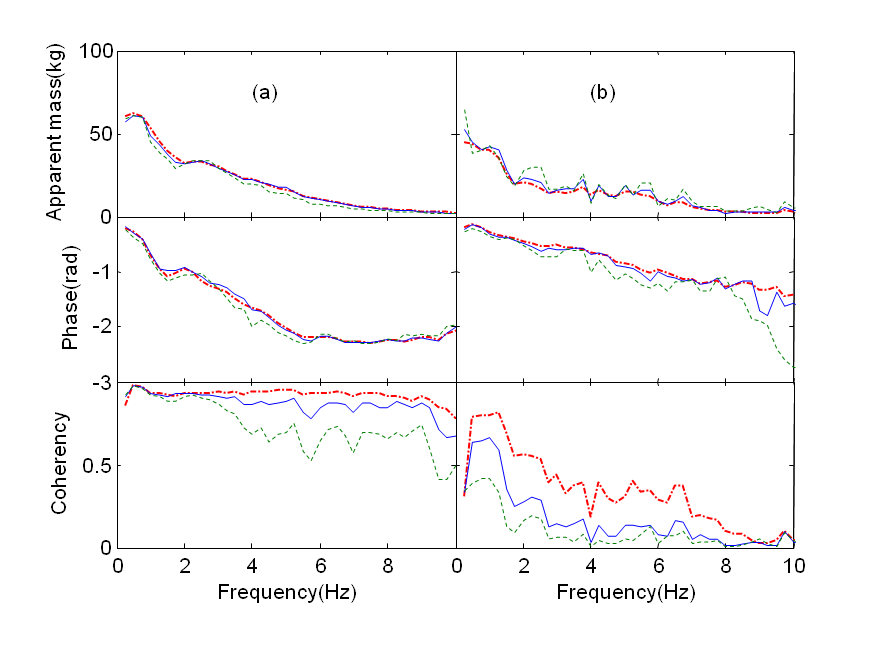 100
(a)
(b)
Apparent mass(kg)
50
0
-1
Phase(rad)
-2
-3
Coherency
0.5
0
0 2 4 6 8 0 2 4 6 8 10
Frequency(Hz) Frequency(Hz)